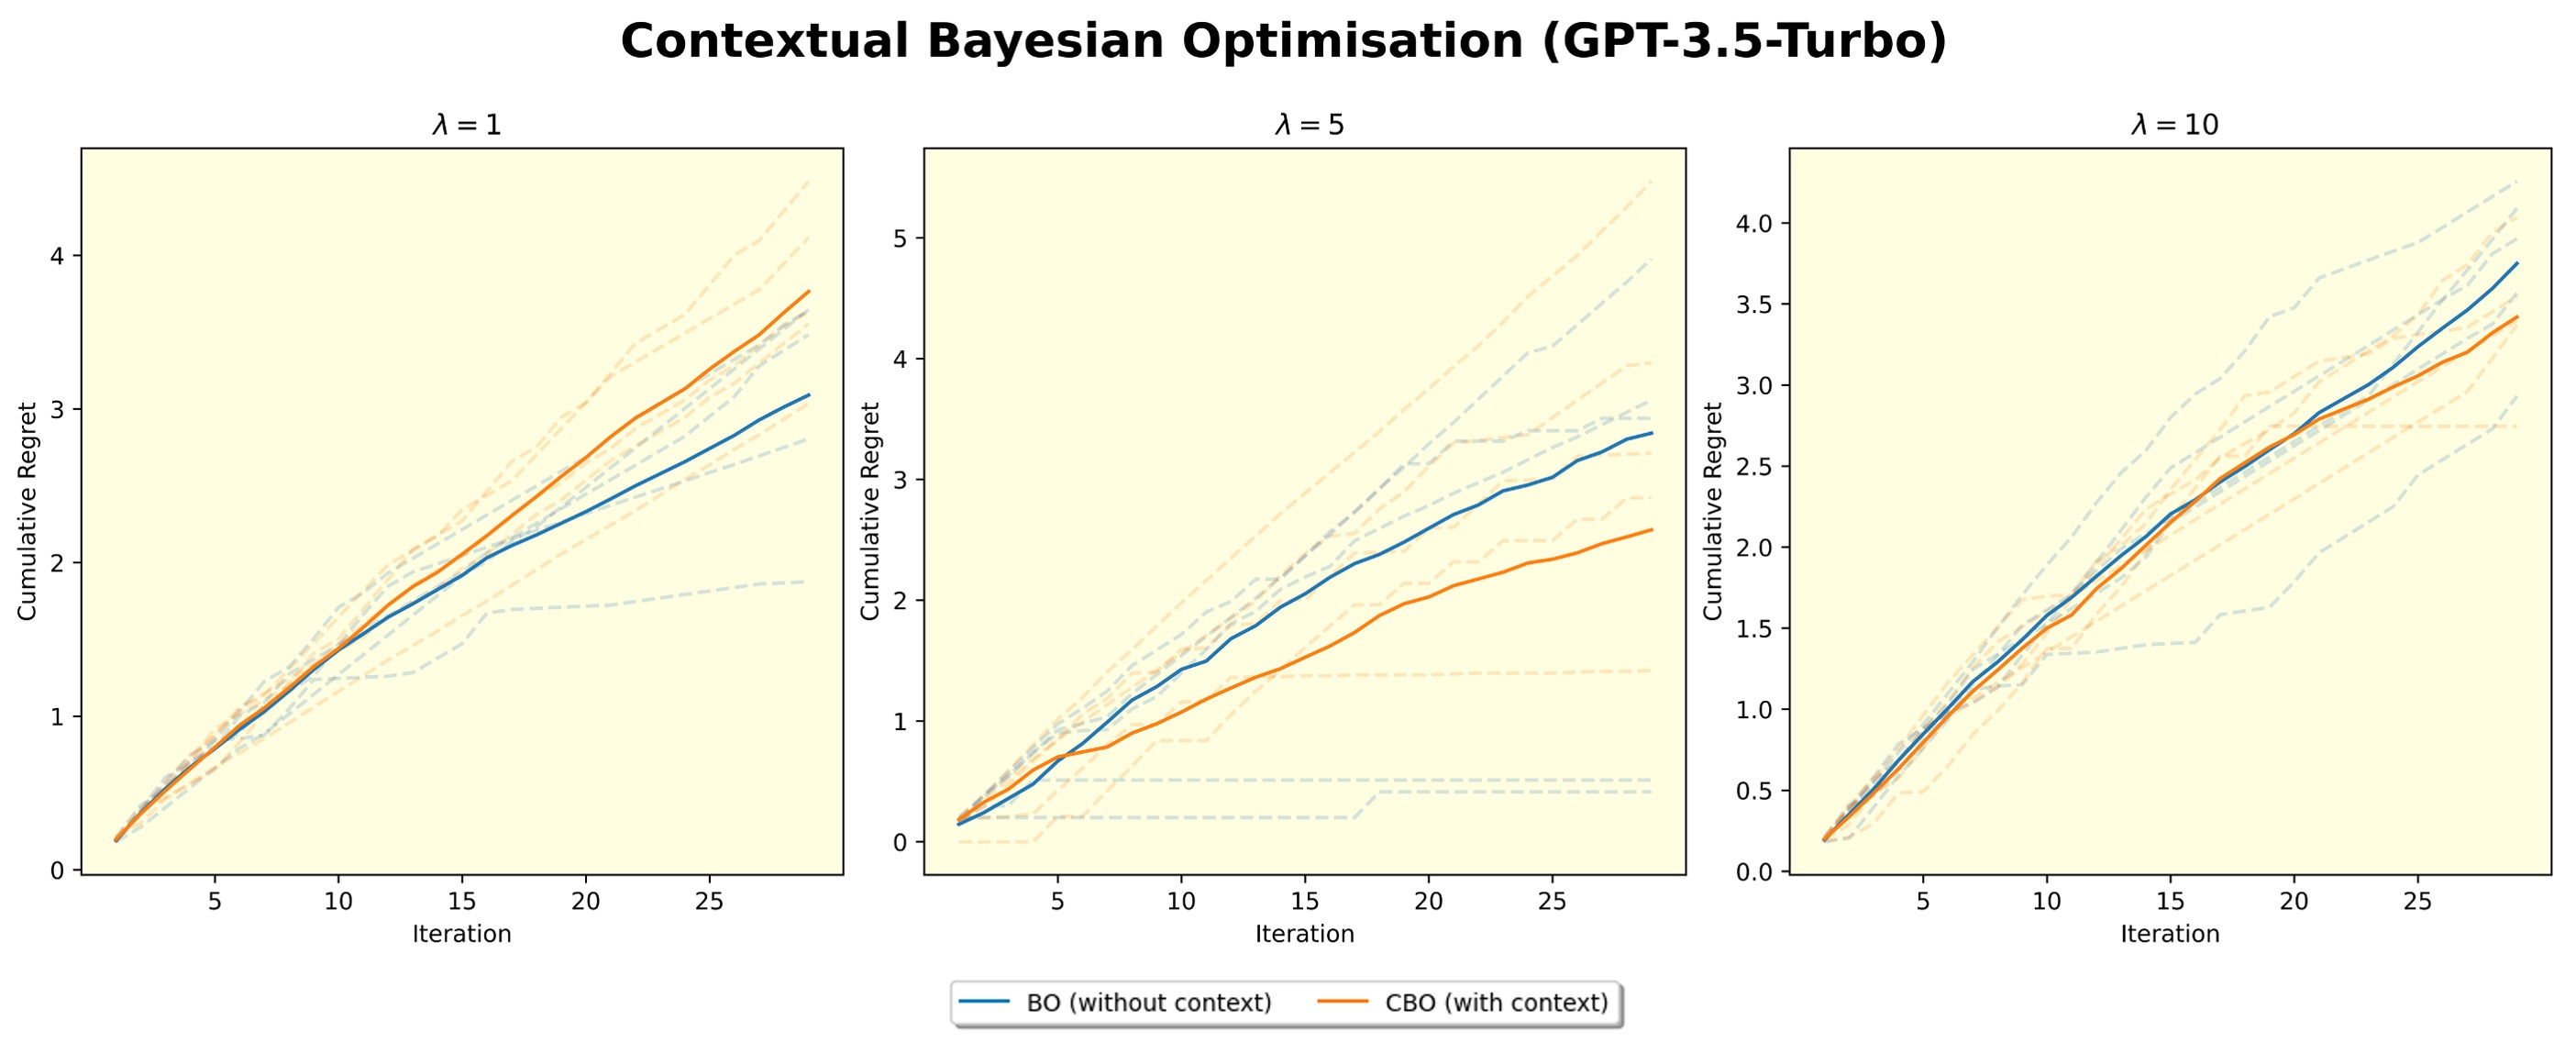 Contextual Bayesian Optimisation (GPT-3.5-Turbo)
λ = 1
Cumulative Regret
4
3
2
1
0
5 10 15 20 25
Iteration
λ = 5
Cumulative Regret
5
4
3
2
1
0
5 10 15 20 25
Iteration
λ = 10
Cumulative Regret
4.0
3.5
3.0
2.5
2.0
1.5
1.0
0.5
0.0
5 10 15 20 25
Iteration
BO (without context) CBO (with context)